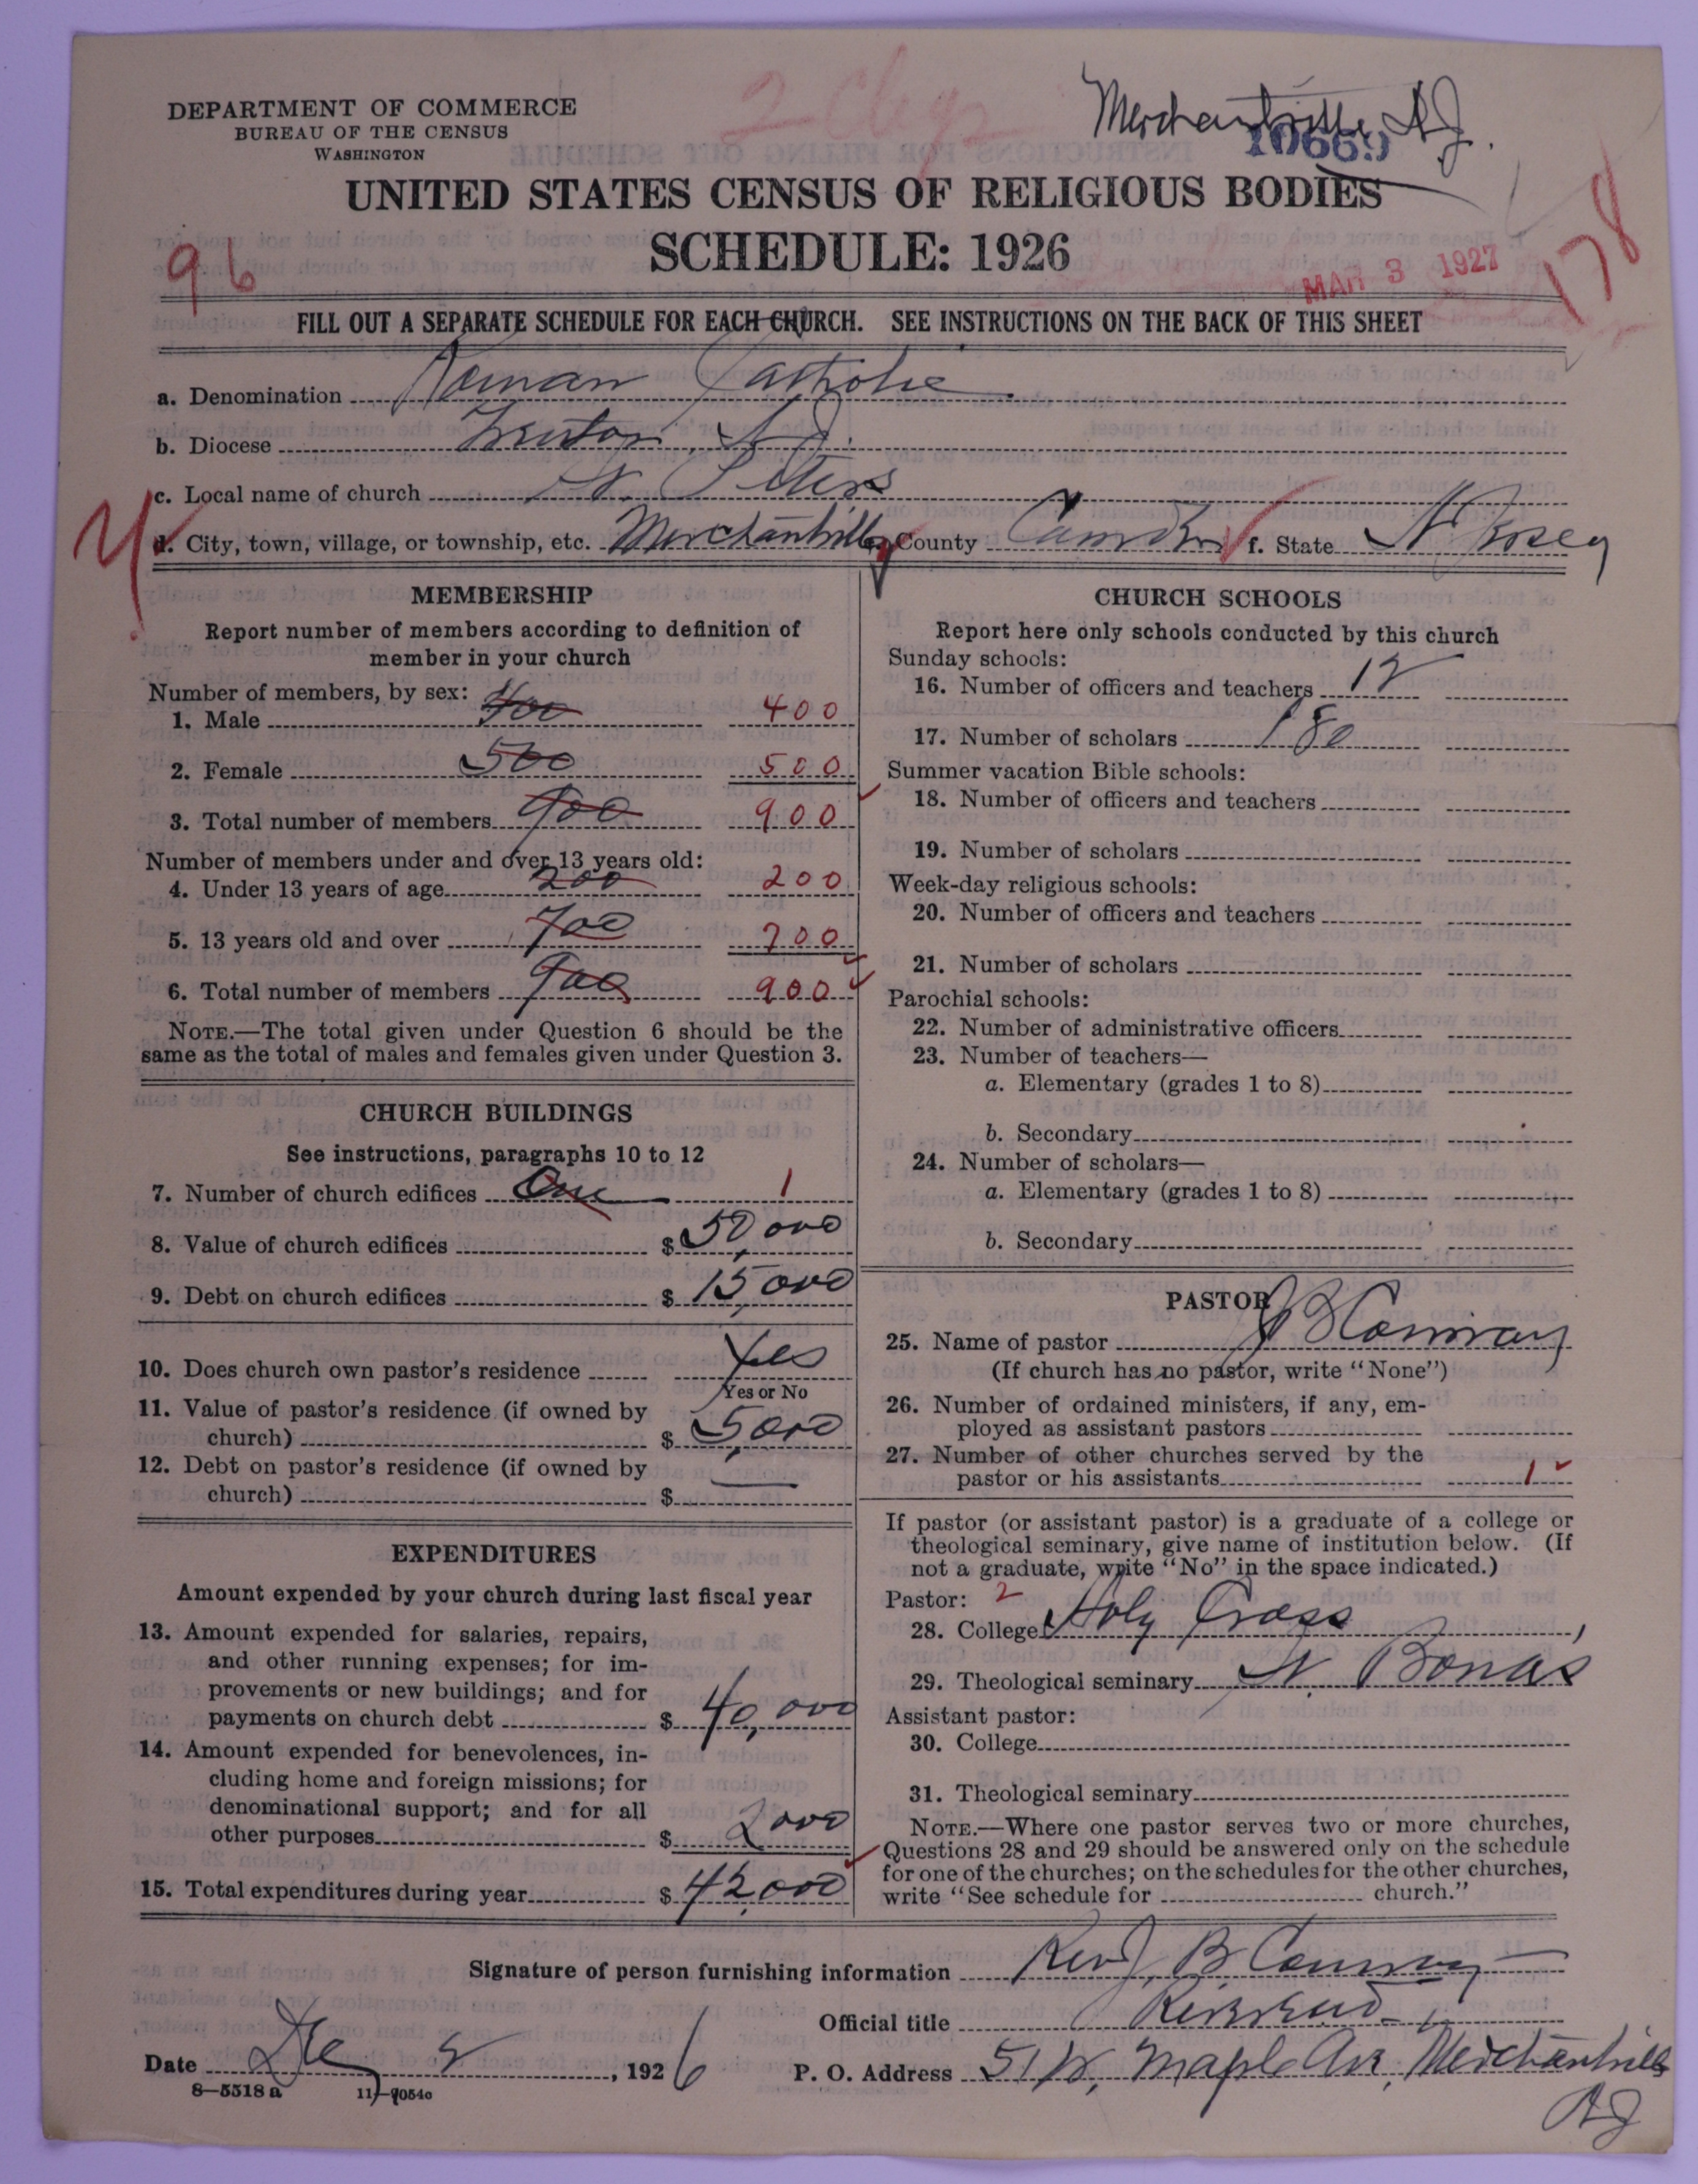 2 Chgs
Merchantville, N.J.
10669
DEPARTMENT OF COMMERCE
BUREAU OF THE CENSUS
WASHINGTON
UNITED STATES CENSUS OF RELIGIOUS BODIES
SCHEDULE: 1926
96
MAR 3 1927
178
FILL OUT A SEPARATE SCHEDULE FOR EACH CHURCH. SEE INSTRUCTIONS ON THE BACK OF THIS SHEET
a. Denomination Roman Catholic
b. Diocese Trenton N.J.
c. Local name of church St. Peters
d. City, town, village, or township, etc. Merchantville County Camden f. State N. Jersey
MEMBERSHIP
Report number of members according to definition of
member in your church
Number of members, by sex:
1. Male 400 400
2. Female 500 500
3. Total number of members 900 900
Number of members under and over 13 years old:
4. Under 13 years of age 200 200
5. 13 years old and over 700 700
6. Total number of members 900 900
NOTE.—The total given under Question 6 should be the
same as the total of males and females given under Question 3.
CHURCH BUILDINGS
See instructions, paragraphs 10 to 12
7. Number of church edifices One 1
8. Value of church edifices $ 50,000
9. Debt on church edifices $ 15,000
10. Does church own pastor's residence Yes
Yes or No
11. Value of pastor's residence (if owned by
church) $ 5,000
12. Debt on pastor's residence (if owned by
church) $ —
EXPENDITURES
Amount expended by your church during last fiscal year
13. Amount expended for salaries, repairs,
and other running expenses; for im-
provements or new buildings; and for
payments on church debt $ 40,000
14. Amount expended for benevolences, in-
cluding home and foreign missions; for
denominational support; and for all
other purposes $ 2000
15. Total expenditures during year $ 42,000
CHURCH SCHOOLS
Report here only schools conducted by this church
Sunday schools:
16. Number of officers and teachers 12
17. Number of scholars 180
Summer vacation Bible schools:
18. Number of officers and teachers
19. Number of scholars
Week-day religious schools:
20. Number of officers and teachers
21. Number of scholars
Parochial schools:
22. Number of administrative officers
23. Number of teachers—
a. Elementary (grades 1 to 8)
b. Secondary
24. Number of scholars—
a. Elementary (grades 1 to 8)
b. Secondary
PASTOR
25. Name of pastor J B Conway
(If church has no pastor, write "None")
26. Number of ordained ministers, if any, em-
ployed as assistant pastors
27. Number of other churches served by the
pastor or his assistants 1
If pastor (or assistant pastor) is a graduate of a college or
theological seminary, give name of institution below. (If
not a graduate, write "No" in the space indicated.)
Pastor: 2
28. College Holy Cross
29. Theological seminary St. Bonas
Assistant pastor:
30. College
31. Theological seminary
NOTE.—Where one pastor serves two or more churches,
Questions 28 and 29 should be answered only on the schedule
for one of the churches; on the schedules for the other churches,
write "See schedule for church."
Signature of person furnishing information Rev J. B. Conway
Official title Reverend
Date Dec 2, 1926 P. O. Address 51 W. Maple Ave, Merchantville
NJ
8—5518 a 11—9054o